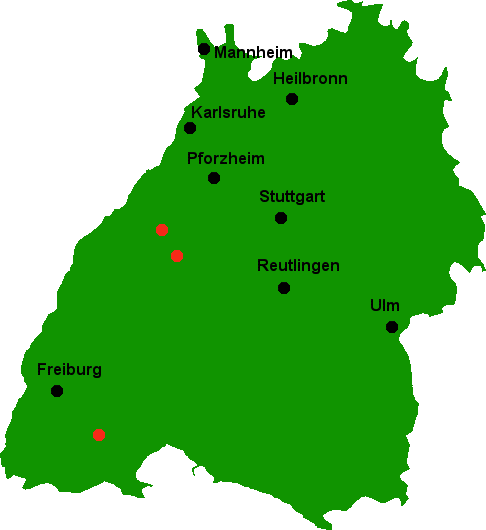 Mannheim
Heilbronn
Karlsruhe
Pforzheim
Stuttgart
Reutlingen
Ulm
Freiburg